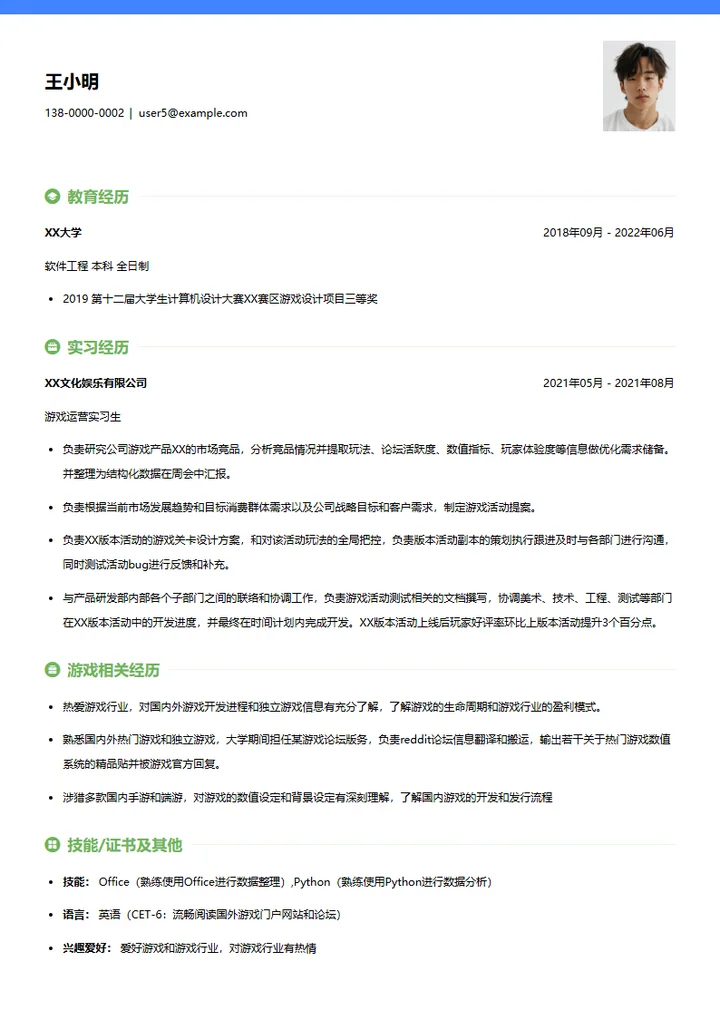 王小明
138-0000-0002 | user5@example.com
教育经历
XX大学 2018年09月 - 2022年06月
软件工程 本科 全日制
• 2019 第十二届大学生计算机设计大赛XX赛区游戏设计项目三等奖
实习经历
XX文化娱乐有限公司 2021年05月 - 2021年08月
游戏运营实习生
• 负责研究公司游戏产品XX的市场竞品，分析竞品情况并提取玩法、论坛活跃度、数值指标、玩家体验度等信息做优化需求储备。
并整理为结构化数据在周会中汇报。
• 负责根据当前市场发展趋势和目标消费群体需求以及公司战略目标和客户需求，制定游戏活动提案。
• 负责XX版本活动的游戏关卡设计方案，和对该活动玩法的全局把控，负责版本活动副本的策划执行跟进及时与各部门进行沟通，
同时测试活动bug进行反馈和补充。
• 与产品研发部内部各个子部门之间的联络和协调工作，负责游戏活动测试相关的文档撰写，协调美术、技术、工程、测试等部门
在XX版本活动中的开发进度，并最终在时间计划内完成开发。XX版本活动上线后玩家好评率环比上版本活动提升3个百分点。
游戏相关经历
• 热爱游戏行业，对国内外游戏开发进程和独立游戏信息有充分了解，了解游戏的生命周期和游戏行业的盈利模式。
• 熟悉国内外热门游戏和独立游戏，大学期间担任某游戏论坛版务，负责reddit论坛信息翻译和搬运，输出若干关于热门游戏数值
系统的精品贴并被游戏官方回复。
• 涉猎多款国内手游和端游，对游戏的数值设定和背景设定有深刻理解，了解国内游戏的开发和发行流程
技能/证书及其他
• 技能： Office（熟练使用Office进行数据整理）,Python（熟练使用Python进行数据分析）
• 语言： 英语（CET-6：流畅阅读国外游戏门户网站和论坛）
• 兴趣爱好： 爱好游戏和游戏行业，对游戏行业有热情